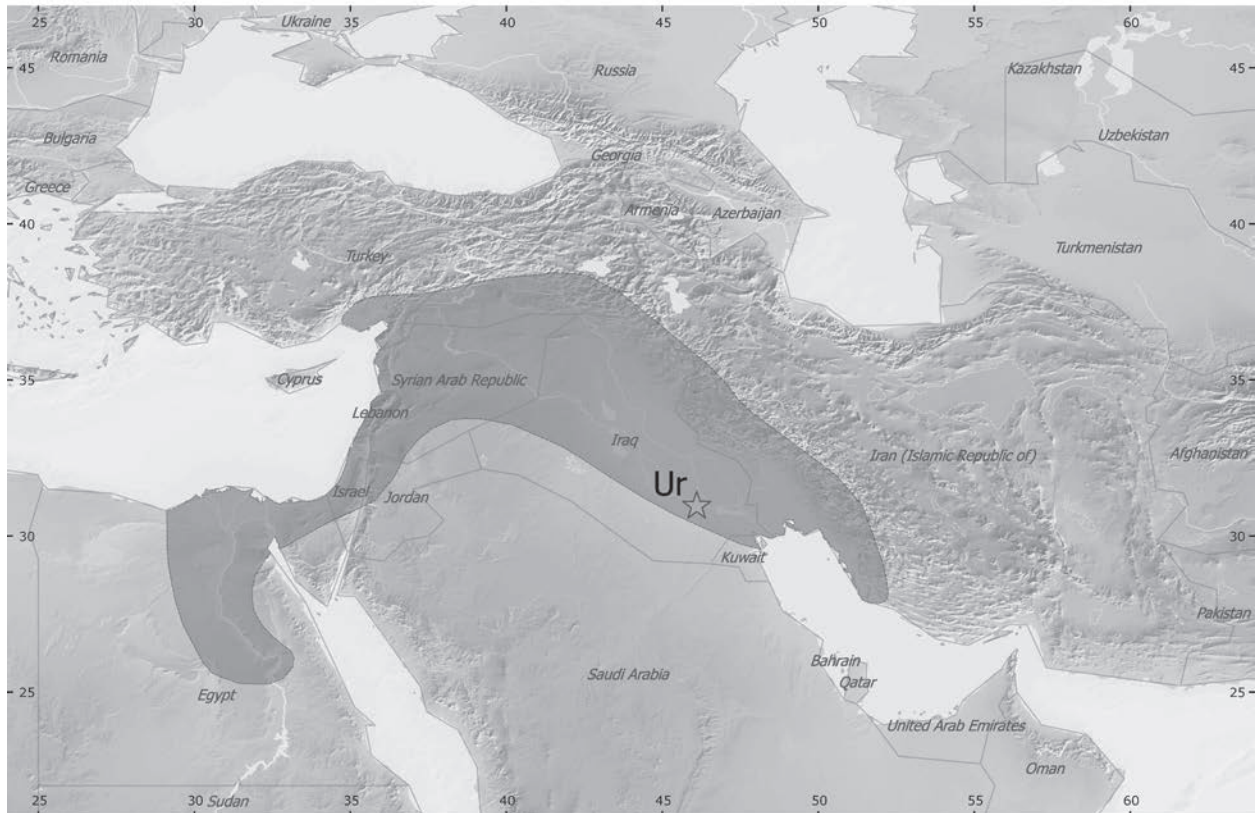 25 30 35 40 45 50 55 60
Ukraine
Romania
45 Russia Kazakhstan 45
Bulgaria Uzbekistan
Georgia
Greece
Armenia Azerbaijan
40 40
Turkey Turkmenistan
35 Cyprus Syrian Arab Republic 35
Lebanon
Iraq Iran (Islamic Republic of) Afghanistan
Ur
Israel Jordan
30 30
Kuwait
Pakistan
Bahrain
Saudi Arabia Qatar
25 Egypt 25
United Arab Emirates
Oman
25 30 35 40 45 50 55 60
Sudan